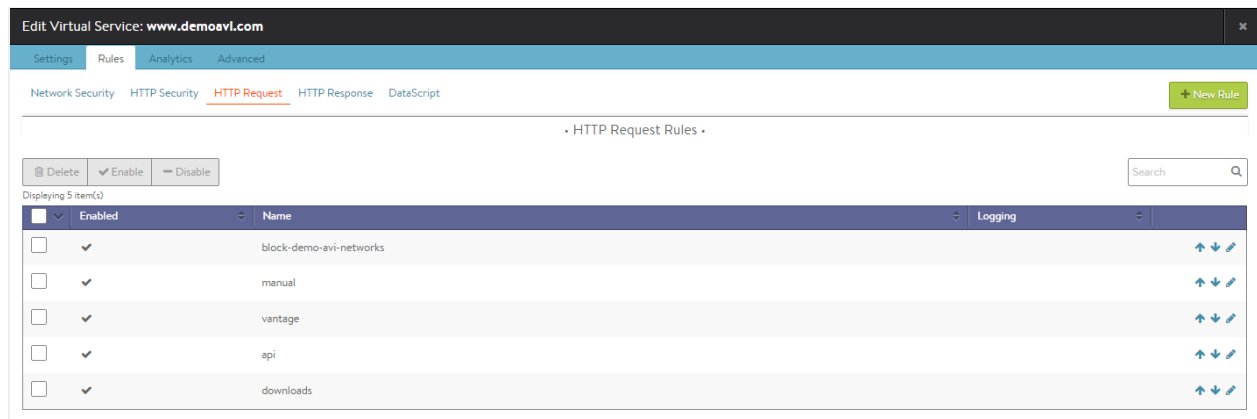 Edit Virtual Service: www.demoavi.com
Settings Rules Analytics Advanced
Network Security HTTP Security HTTP Request HTTP Response DataScript + New Rule
• HTTP Request Rules •
Delete Enable Disable Search
Displaying 5 item(s)
Enabled Name Logging
block-demo-avi-networks
manual
vantage
api
downloads